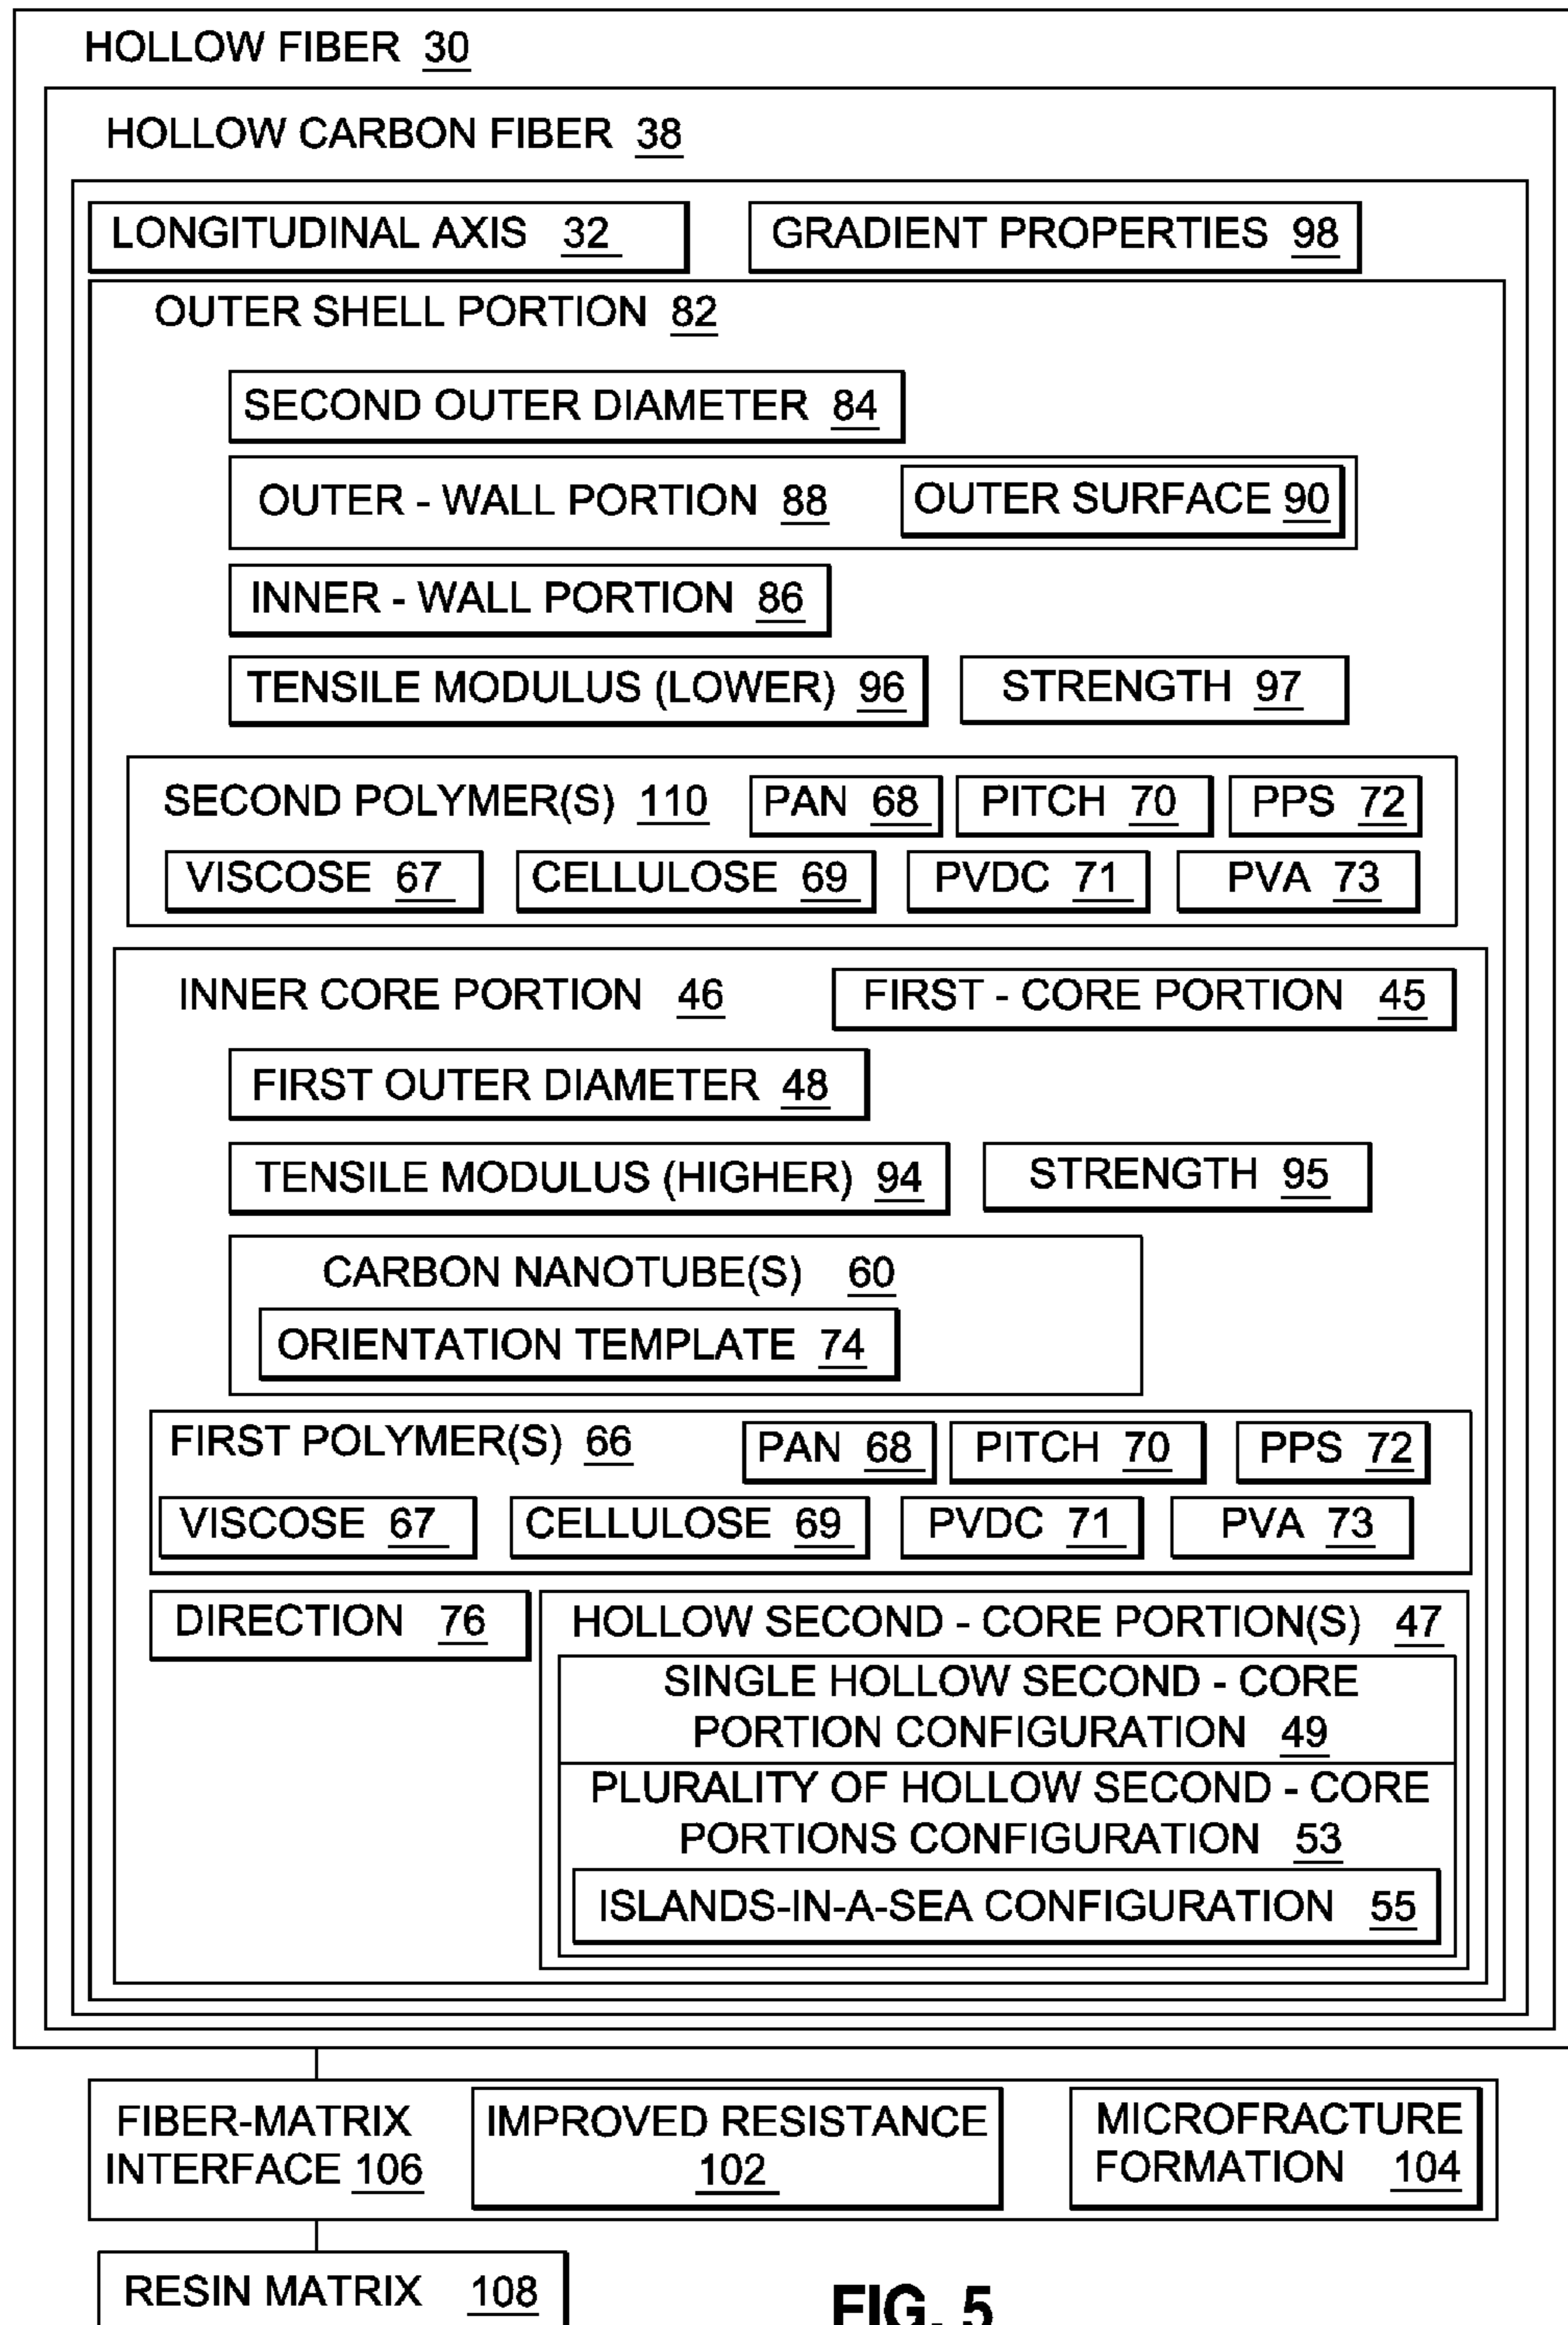 HOLLOW FIBER 30
HOLLOW CARBON FIBER 38
LONGITUDINAL AXIS 32 GRADIENT PROPERTIES 98
OUTER SHELL PORTION 82
SECOND OUTER DIAMETER 84
OUTER - WALL PORTION 88 OUTER SURFACE 90
INNER - WALL PORTION 86
TENSILE MODULUS (LOWER) 96 STRENGTH 97
SECOND POLYMER(S) 110 PAN 68 PITCH 70 PPS 72
VISCOSE 67 CELLULOSE 69 PVDC 71 PVA 73
INNER CORE PORTION 46 FIRST - CORE PORTION 45
FIRST OUTER DIAMETER 48
TENSILE MODULUS (HIGHER) 94 STRENGTH 95
CARBON NANOTUBE(S) 60
ORIENTATION TEMPLATE 74
FIRST POLYMER(S) 66 PAN 68 PITCH 70 PPS 72
VISCOSE 67 CELLULOSE 69 PVDC 71 PVA 73
DIRECTION 76
HOLLOW SECOND - CORE PORTION(S) 47
SINGLE HOLLOW SECOND - CORE
PORTION CONFIGURATION 49
PLURALITY OF HOLLOW SECOND - CORE
PORTIONS CONFIGURATION 53
ISLANDS-IN-A-SEA CONFIGURATION 55
FIBER-MATRIX
INTERFACE 106
IMPROVED RESISTANCE
102
MICROFRACTURE
FORMATION 104
RESIN MATRIX 108
FIG. 5